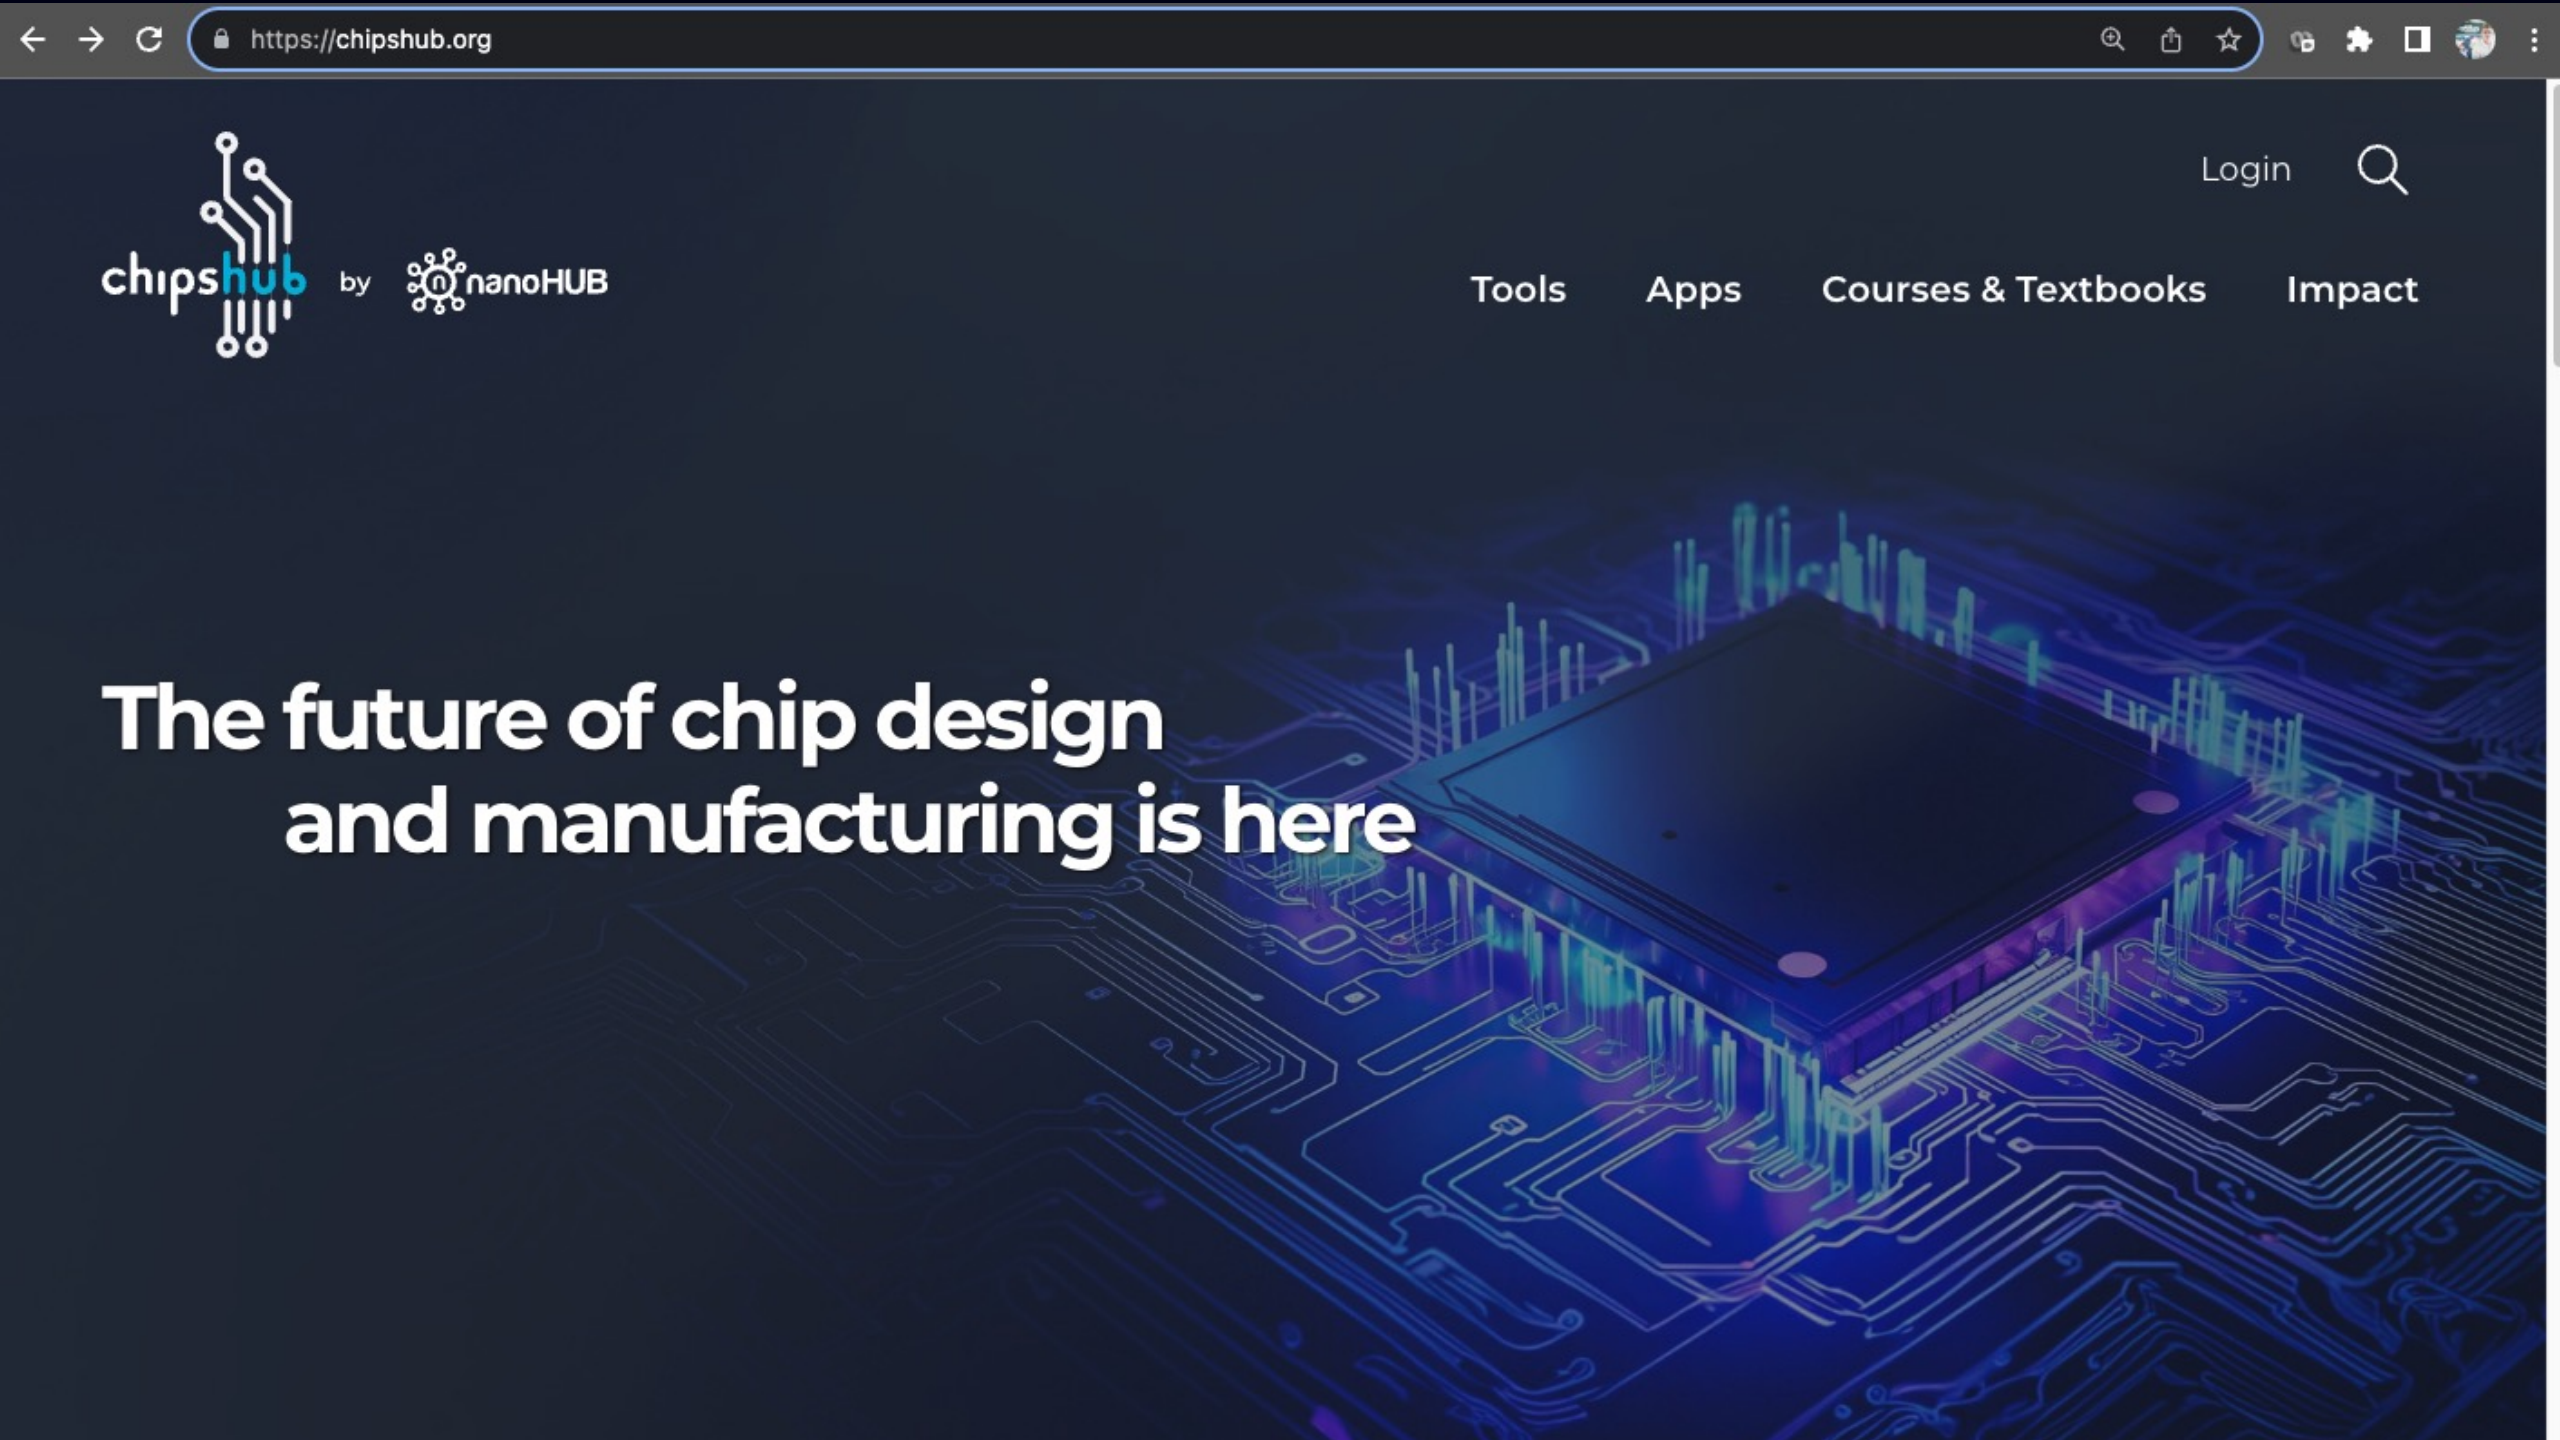 https://chipshub.org
Login
chipshub by nanoHUB
Tools Apps Courses & Textbooks Impact
The future of chip design
and manufacturing is here